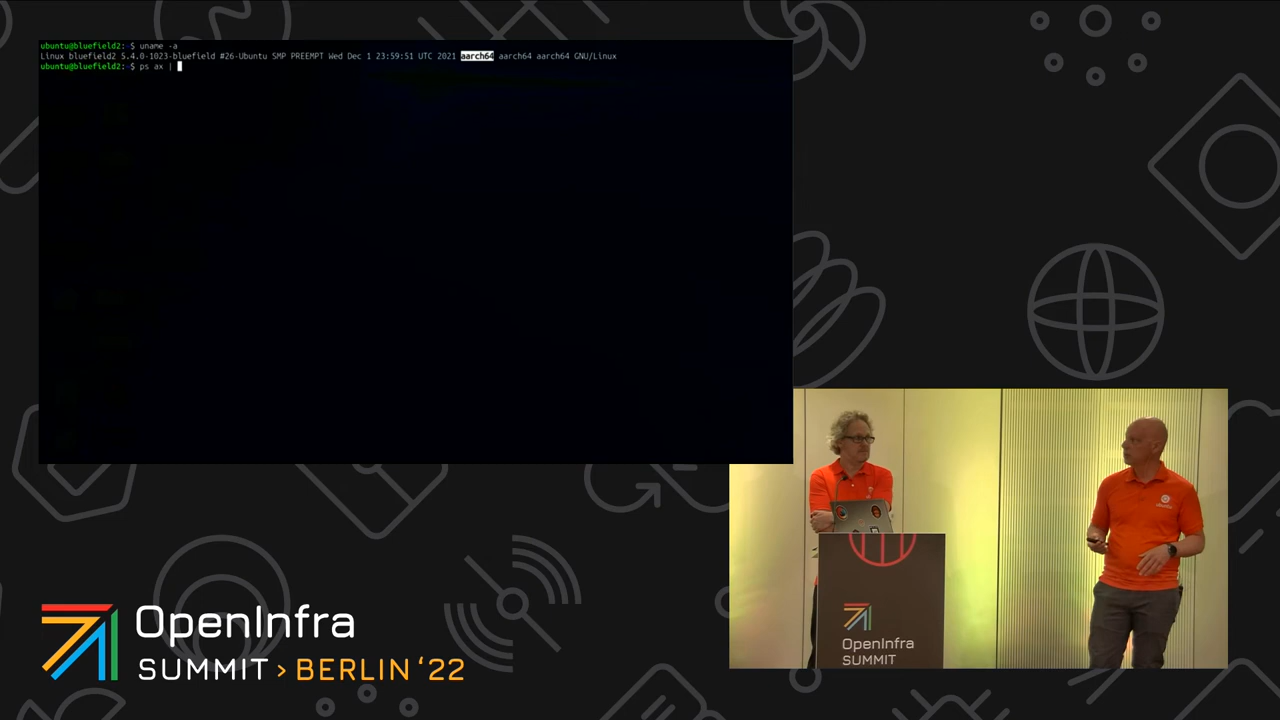 ubuntu@bluefield2:~$ uname -a
Linux bluefield2 5.4.0-1023-bluefield #26-Ubuntu SMP PREEMPT Wed Dec 1 23:59:51 UTC 2021 aarch64 aarch64 aarch64 GNU/Linux
ubuntu@bluefield2:~$ ps ax |
ubuntu
OpenInfra
SUMMIT
OpenInfra
SUMMIT > BERLIN ‘22